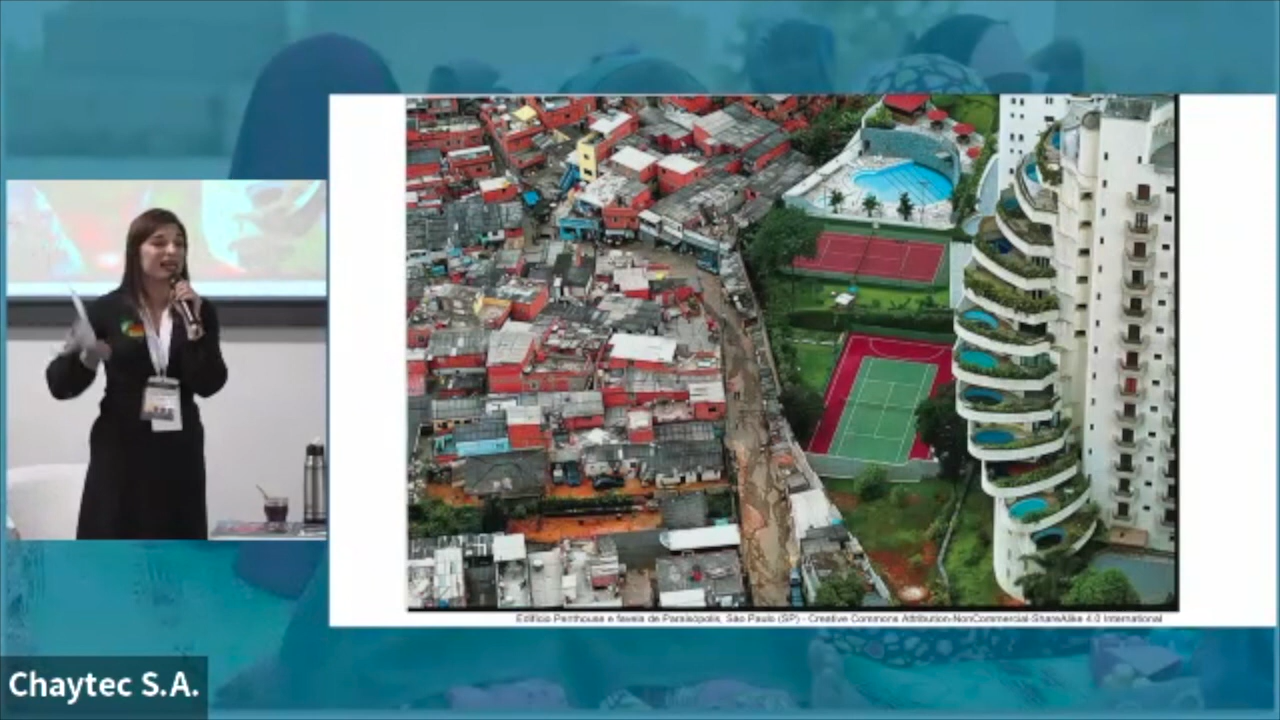 Edifício Penthouse e favela de Paraisópolis, São Paulo (SP) - Creative Commons Attribution-NonCommercial-ShareAlike 4.0 International
Chaytec S.A.